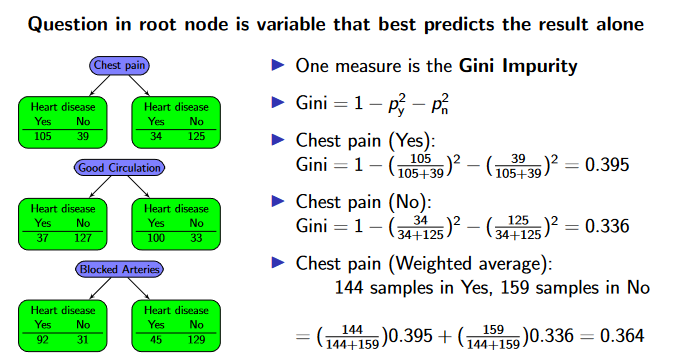 Question in root node is variable that best predicts the result alone
Chest pain
Heart disease
Yes No
105 39
Heart disease
Yes No
34 125
Good Circulation
Heart disease
Yes No
37 127
Heart disease
Yes No
100 33
Blocked Arteries
Heart disease
Yes No
92 31
Heart disease
Yes No
45 129
▶ One measure is the Gini Impurity
▶ Gini = 1 − p_y^2 − p_n^2
▶ Chest pain (Yes):
Gini = 1 − (105/(105+39))^2 − (39/(105+39))^2 = 0.395
▶ Chest pain (No):
Gini = 1 − (34/(34+125))^2 − (125/(34+125))^2 = 0.336
▶ Chest pain (Weighted average):
144 samples in Yes, 159 samples in No
= (144/(144+159))0.395 + (159/(144+159))0.336 = 0.364